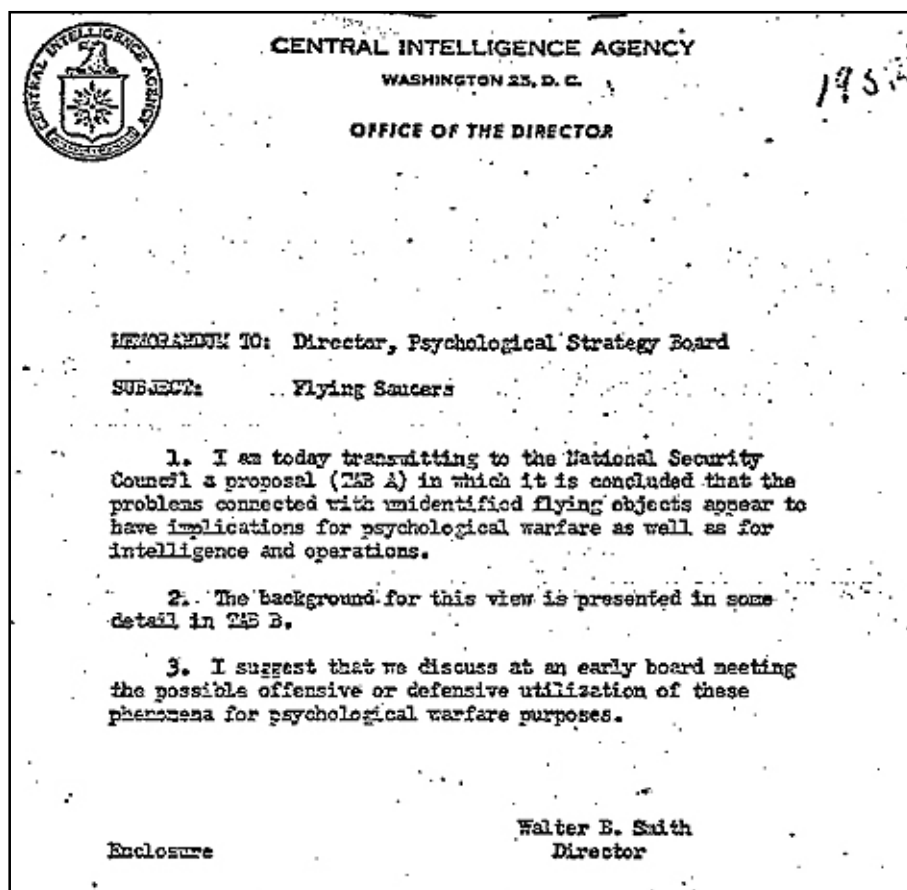 CENTRAL INTELLIGENCE AGENCY
CENTRAL INTELLIGENCE AGENCY
WASHINGTON 25, D. C.
OFFICE OF THE DIRECTOR
MEMORANDUM TO: Director, Psychological Strategy Board
SUBJECT: Flying Saucers
1. I am today transmitting to the National Security
Council a proposal (TAB A) in which it is concluded that the
problems connected with unidentified flying objects appear to
have implications for psychological warfare as well as for
intelligence and operations.
2. The background for this view is presented in some
detail in TAB B.
3. I suggest that we discuss at an early board meeting
the possible offensive or defensive utilization of these
phenomena for psychological warfare purposes.
Walter B. Smith
Enclosure Director